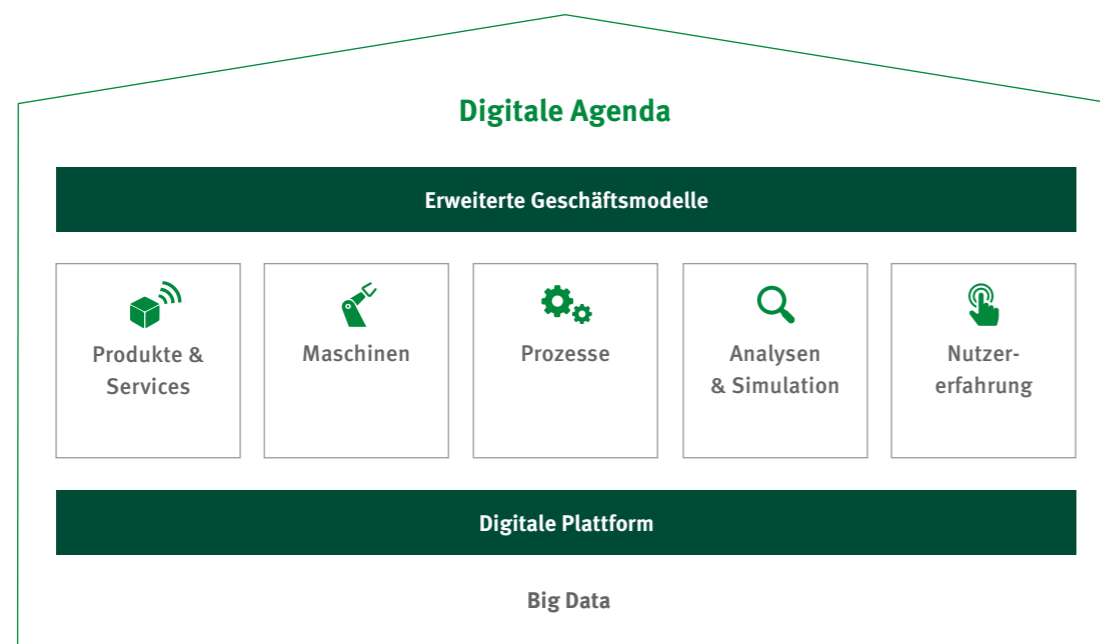 Digitale Agenda
Erweiterte Geschäftsmodelle
Produkte &
Services
Maschinen
Prozesse
Analysen
& Simulation
Nutzer-
erfahrung
Digitale Plattform
Big Data